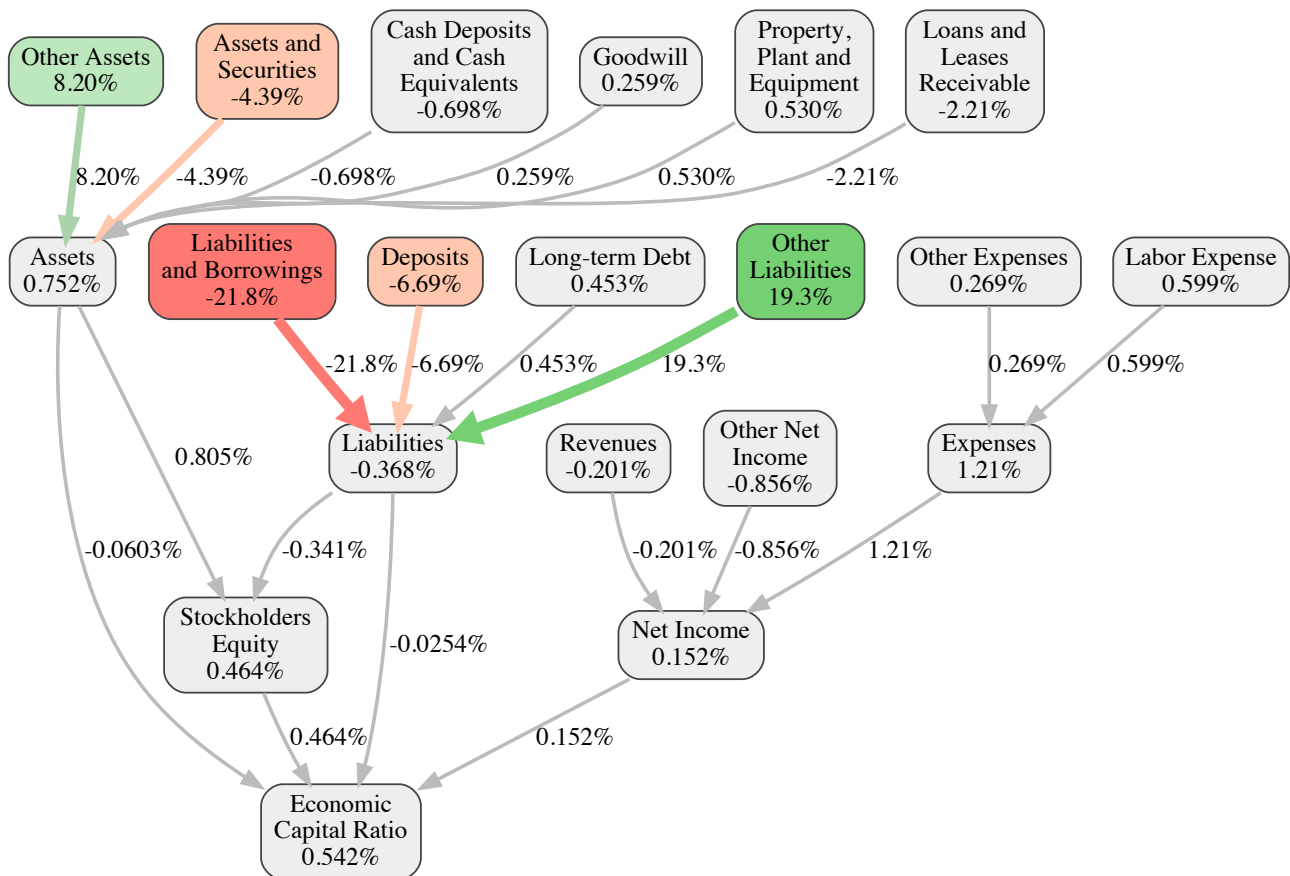 Other Assets
8.20%
Assets and
Securities
-4.39%
Cash Deposits
and Cash
Equivalents
-0.698%
Goodwill
0.259%
Property,
Plant and
Equipment
0.530%
Loans and
Leases
Receivable
-2.21%
8.20%
-4.39%
-0.698%
0.259%
0.530%
-2.21%
Assets
0.752%
Liabilities
and Borrowings
-21.8%
Deposits
-6.69%
Long-term Debt
0.453%
Other
Liabilities
19.3%
Other Expenses
0.269%
Labor Expense
0.599%
-21.8%
-6.69%
0.453%
19.3%
0.269%
0.599%
0.805%
Liabilities
-0.368%
Revenues
-0.201%
Other Net
Income
-0.856%
Expenses
1.21%
-0.0603%
-0.341%
-0.201%
-0.856%
1.21%
Stockholders
Equity
0.464%
-0.0254%
Net Income
0.152%
0.464%
0.152%
Economic
Capital Ratio
0.542%